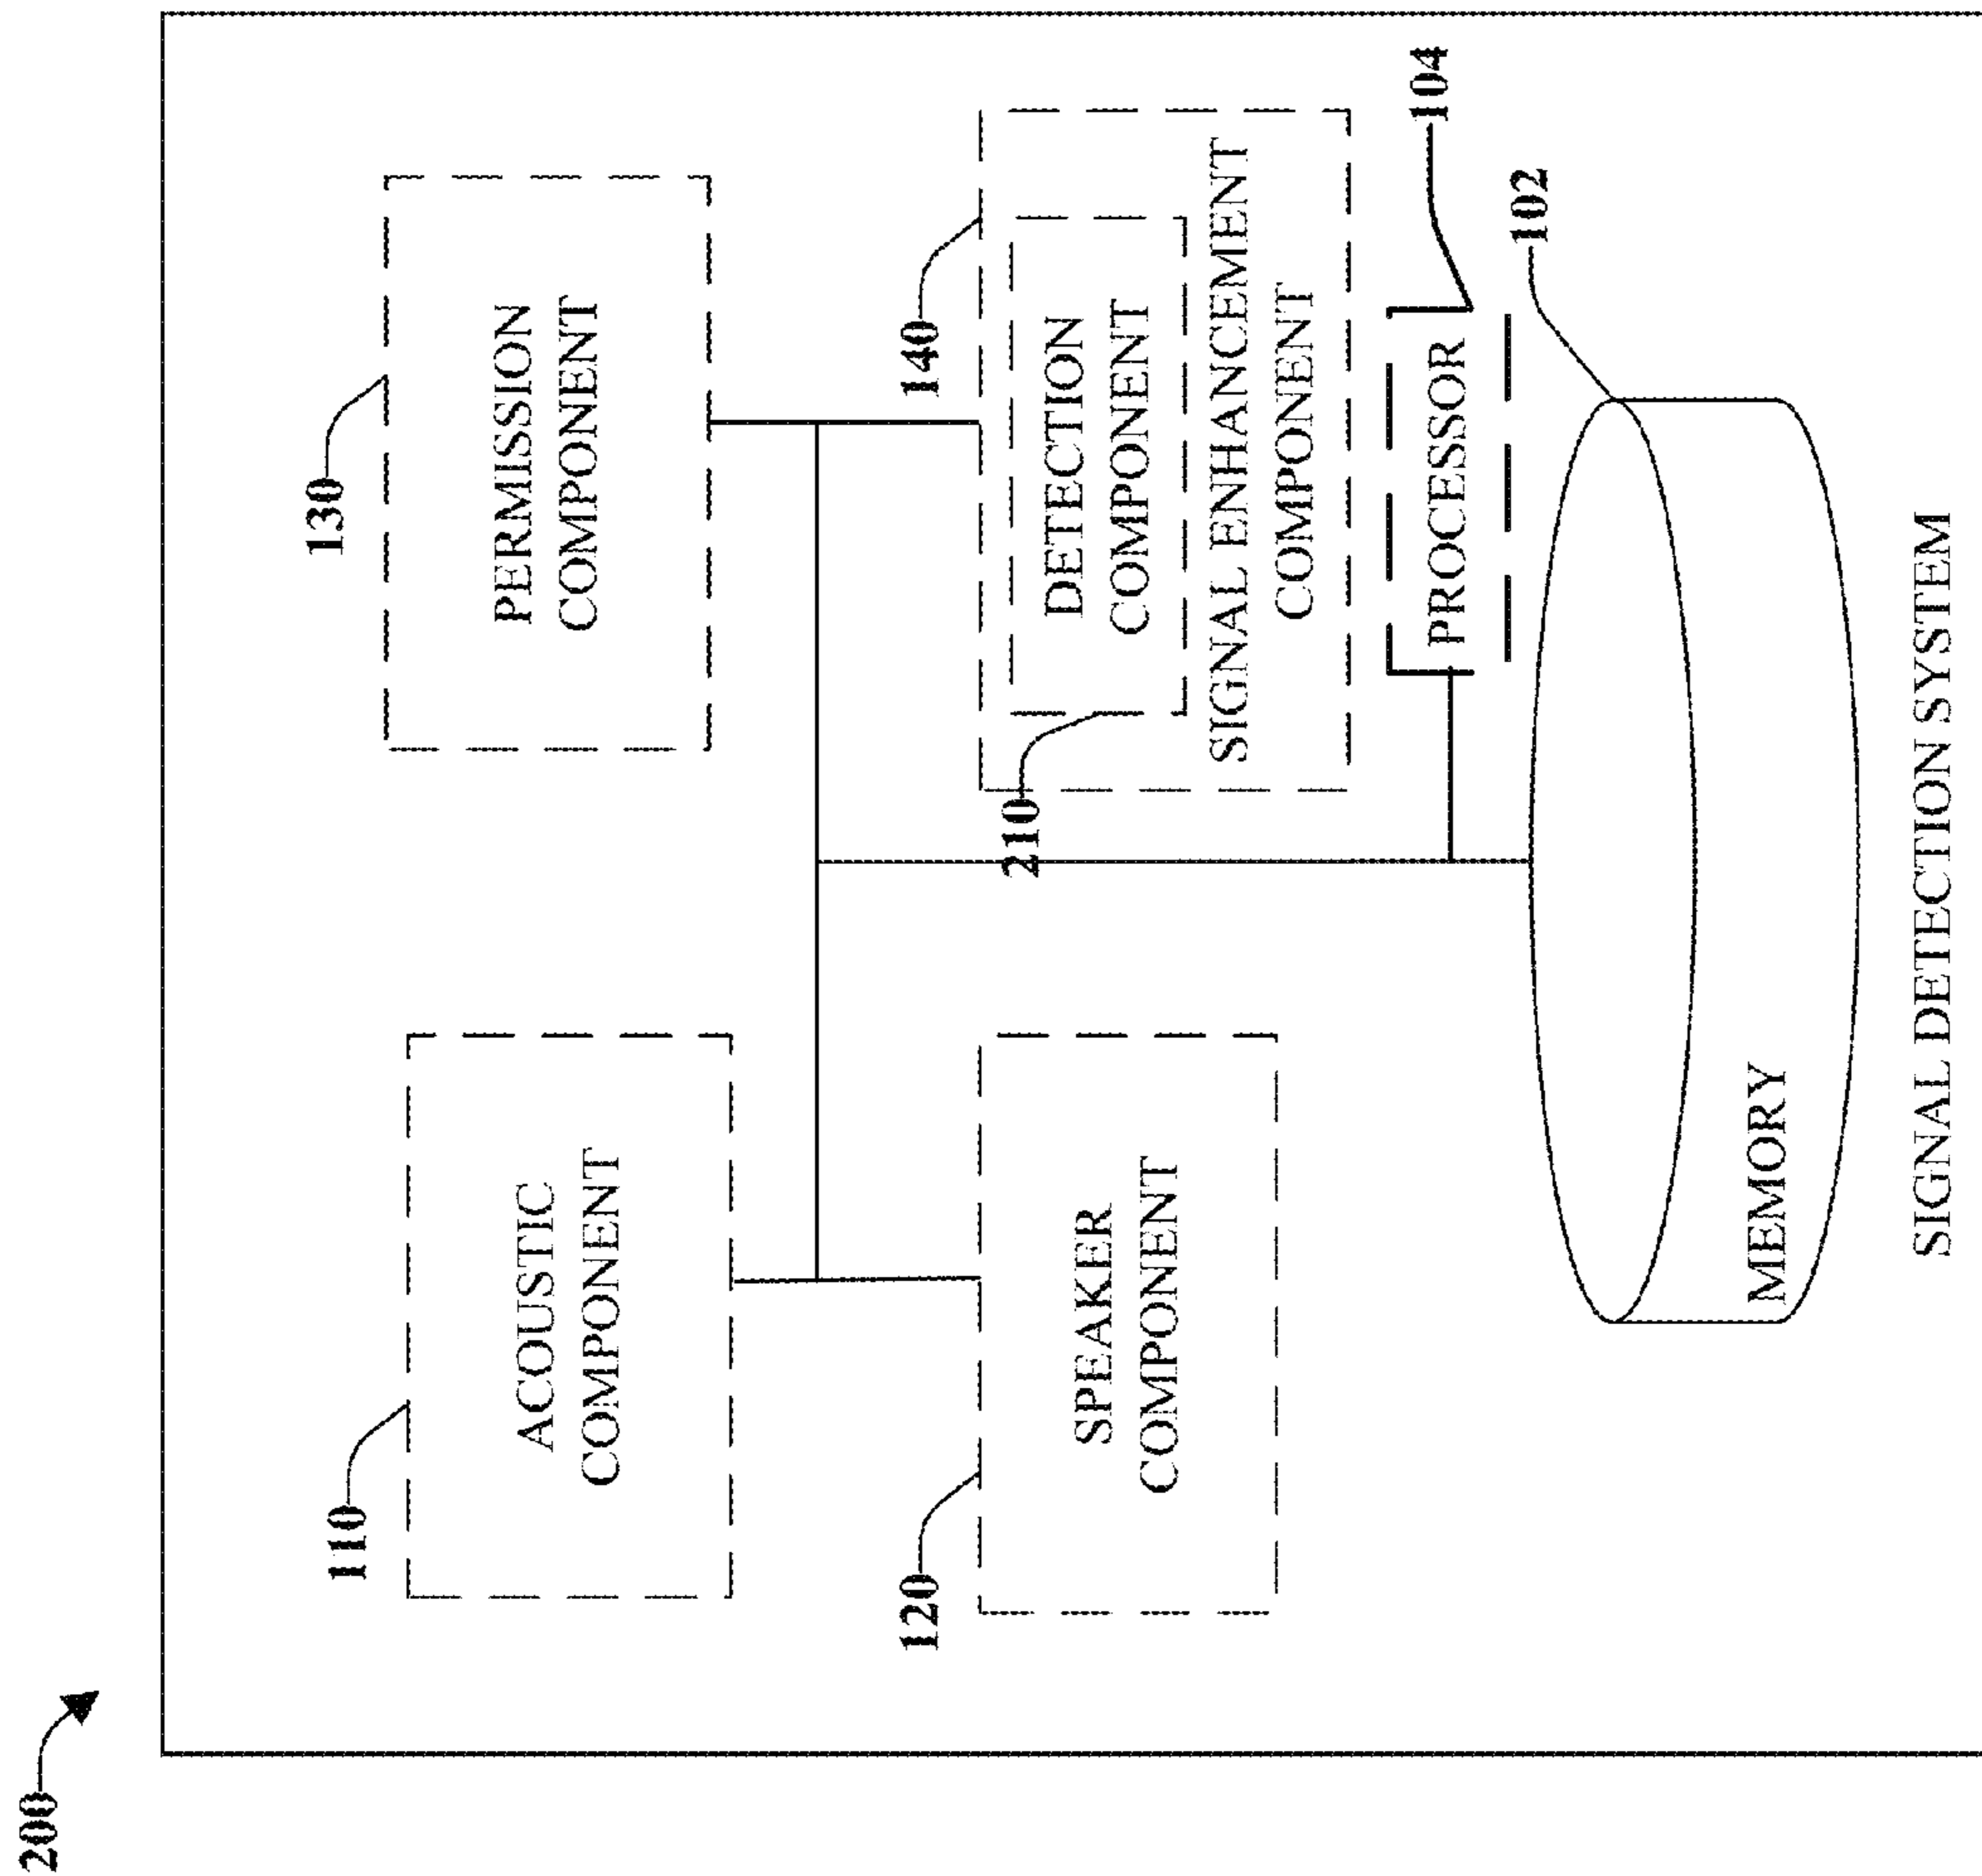 200
110
ACOUSTIC
COMPONENT
130
PERMISSION
COMPONENT
120
SPEAKER
COMPONENT
140
210
DETECTION
COMPONENT
SIGNAL ENHANCEMENT
COMPONENT
PROCESSOR
104
102
MEMORY
SIGNAL DETECTION SYSTEM